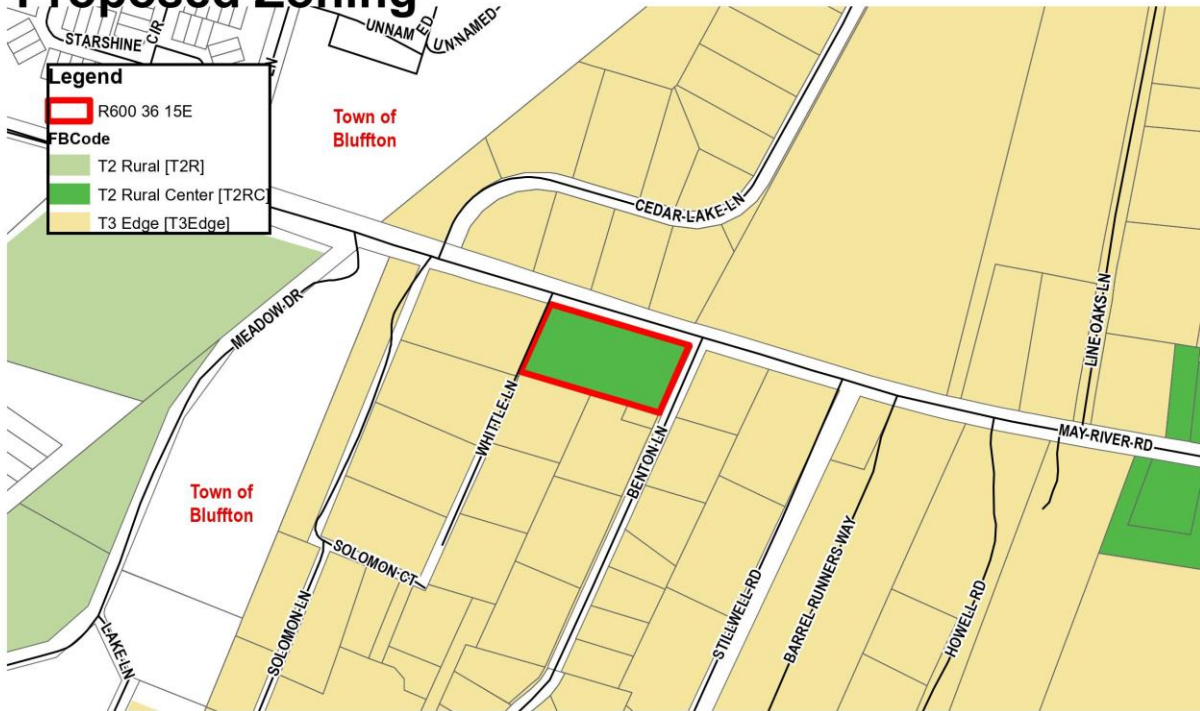 Proposed Zoning
STARSHINE CIR
LN
UNNAMED
UNNAMED
Legend
R600 36 15E
FBCode
T2 Rural [T2R]
T2 Rural Center [T2RC]
T3 Edge [T3Edge]
Town of
Bluffton
CEDAR LAKE LN
MEADOW DR
LINE OAKS LN
WHITTLE LN
MAY RIVER RD
BENTON LN
Town of
Bluffton
SOLOMON CT
SOLOMON LN
STILLWELL RD
BARREL RUNNERS WAY
HOWELL RD
LAKE LN